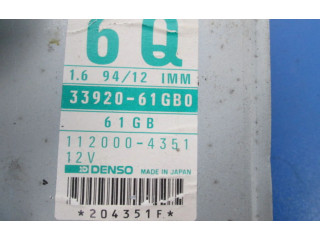 6Q
1.6 94/12 IMM
33920-61GB0
61GB
112000-4351
12V
DENSO MADE IN JAPAN
*204351F*